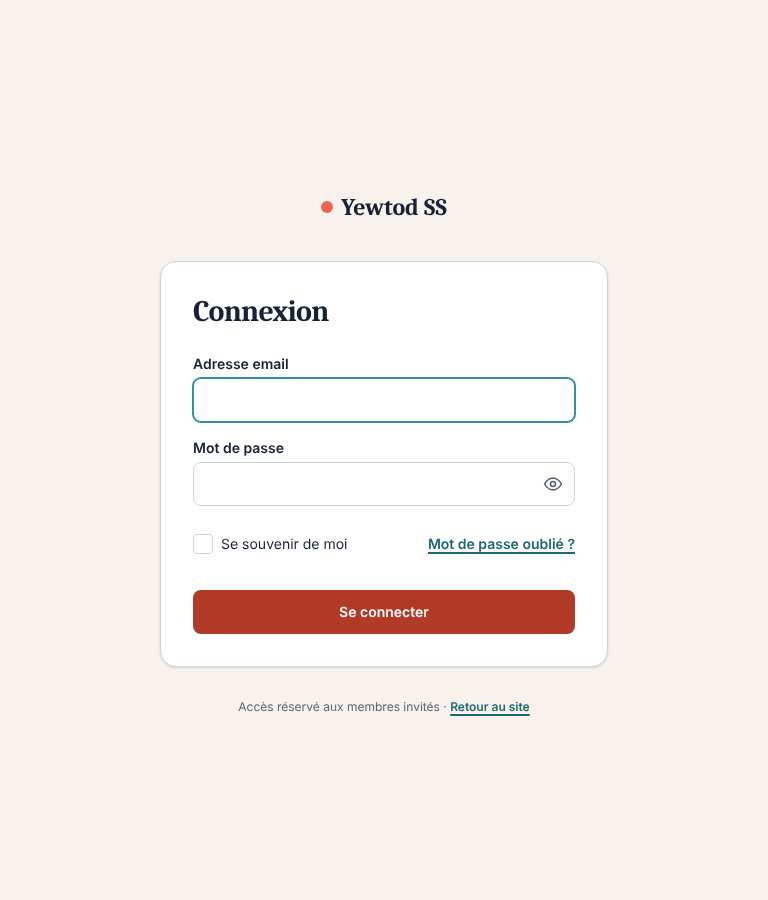 Yewtod SS
Connexion
Adresse email
Mot de passe
Se souvenir de moi
Mot de passe oublié ?
Se connecter
Accès réservé aux membres invités · Retour au site